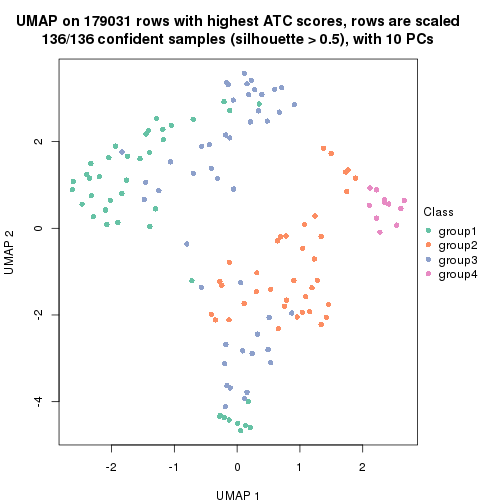 UMAP on 179031 rows with highest ATC scores, rows are scaled
136/136 confident samples (silhouette > 0.5), with 10 PCs
2
0
-2
-4
UMAP 2
-2
-1
0
1
2
UMAP 1
Class
group1
group2
group3
group4